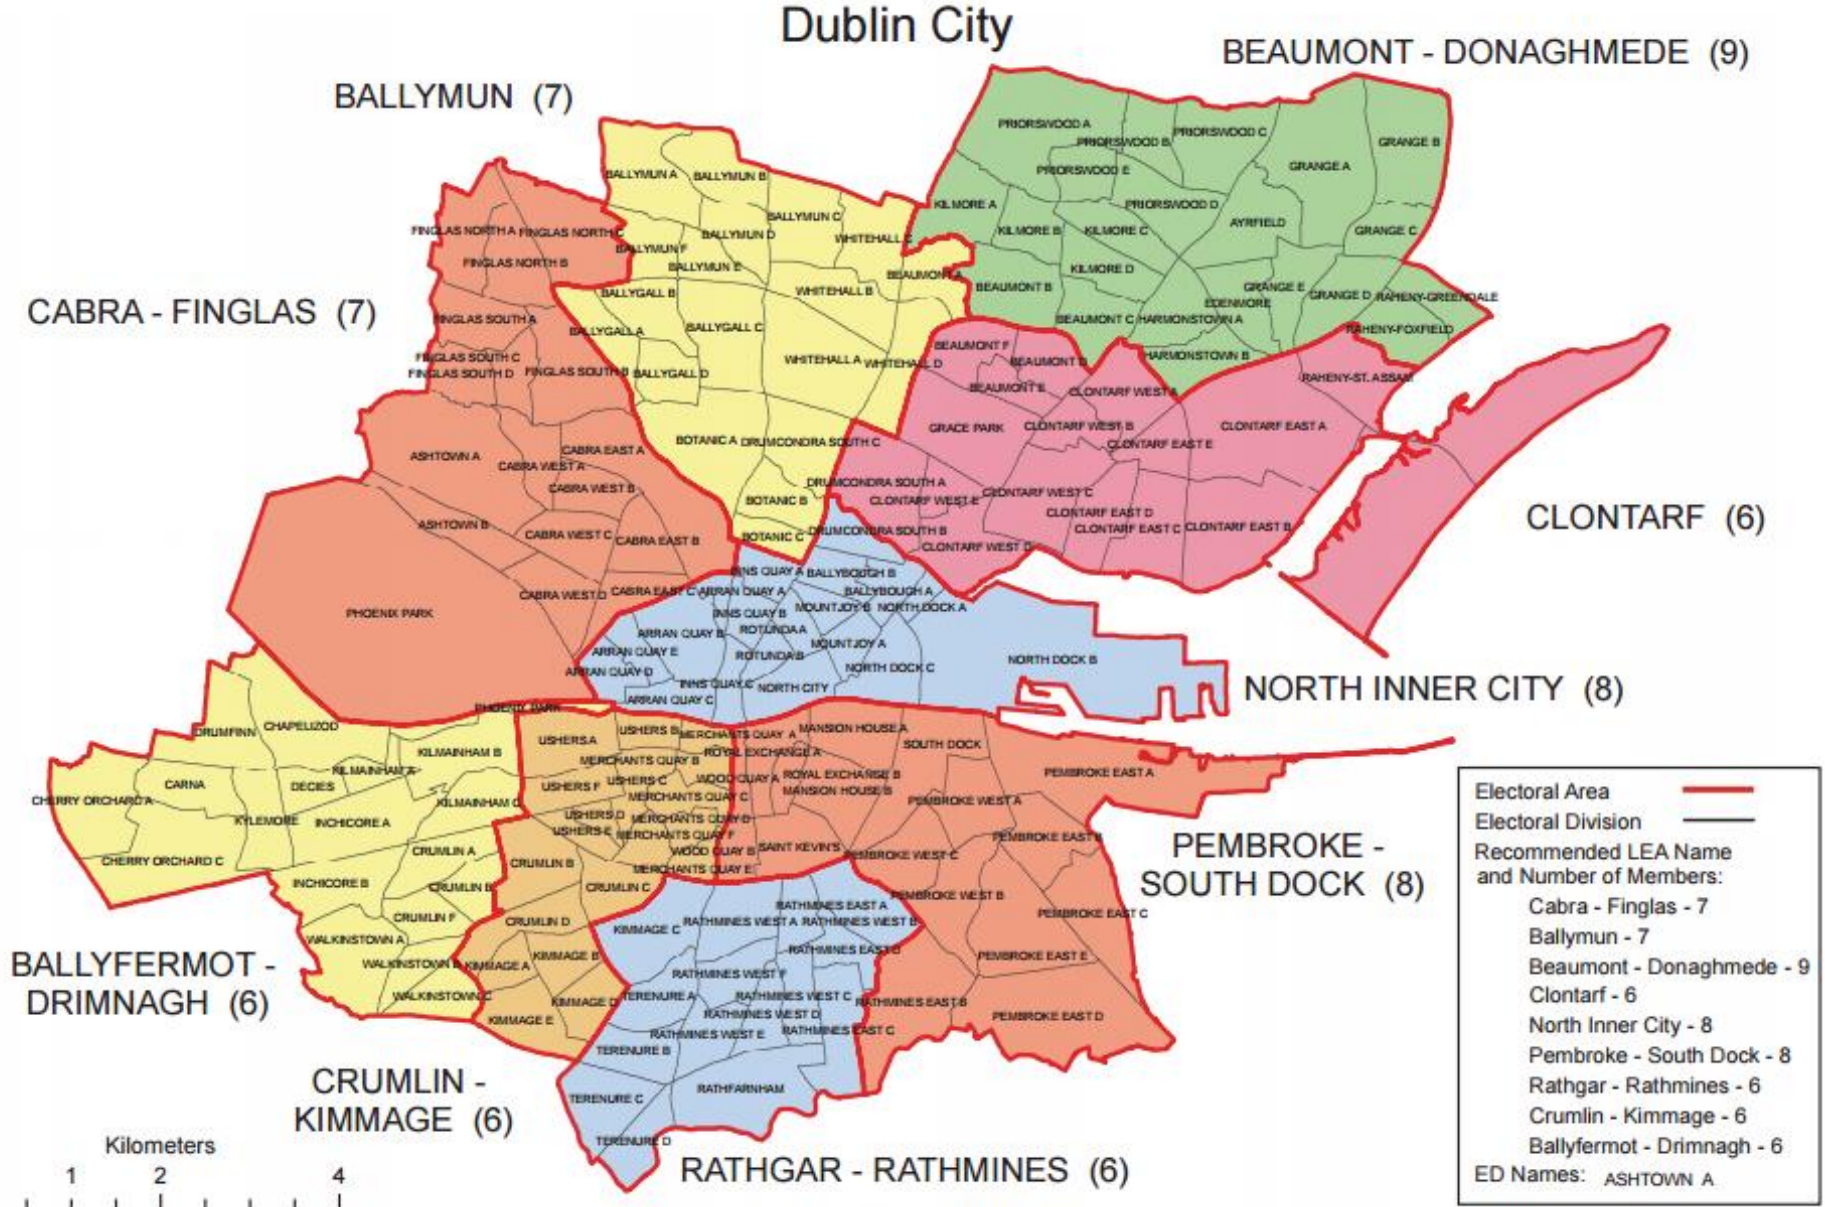 Dublin City
BEAUMONT - DONAGHMEDE (9)
BALLYMUN (7)
PRIORSWOOD A
PRIORSWOOD B
PRIORSWOOD C
GRANGE B
GRANGE A
BALLYMUN A
BALLYMUN B
PRIORSWOOD E
KILMORE A
PRIORSWOOD D
BALLYMUN C
AYRFIELD
FINGLAS NORTH A
FINGLAS NORTH C
BALLYMUN D
WHITEHALL C
KILMORE B
KILMORE C
GRANGE C
BALLYMUN F
FINGLAS NORTH B
BALLYMUN E
BEAUMONT A
KILMORE D
CABRA - FINGLAS (7)
BALLYGALL B
WHITEHALL B
BEAUMONT B
GRANGE E
GRANGE D
RAHENY-GREENDALE
EDENMORE
FINGLAS SOUTH A
BALLYGALL A
BALLYGALL C
BEAUMONT C
HARMONSTOWN A
RAHENY-FOXFIELD
BEAUMONT F
FINGLAS SOUTH C
WHITEHALL A
WHITEHALL D
BEAUMONT D
HARMONSTOWN B
FINGLAS SOUTH D
FINGLAS SOUTH B
BALLYGALL D
BEAUMONT E
CLONTARF WEST A
RAHENY-ST. ASSAM
GRACE PARK
CLONTARF WEST B
CLONTARF EAST A
BOTANIC A
DRUMCONDRA SOUTH C
CLONTARF EAST E
ASHTOWN A
CABRA EAST A
CABRA WEST A
CABRA WEST B
DRUMCONDRA SOUTH A
BOTANIC B
CLONTARF WEST E
CLONTARF WEST C
CLONTARF (6)
CLONTARF EAST D
ASHTOWN B
CABRA WEST C
CABRA EAST B
BOTANIC C
DRUMCONDRA SOUTH B
CLONTARF EAST C
CLONTARF EAST B
CLONTARF WEST D
INNS QUAY A
BALLYBOUGH B
CABRA WEST D
CABRA EAST C
ARRAN QUAY A
BALLYBOUGH A
PHOENIX PARK
INNS QUAY B
MOUNTJOY B
NORTH DOCK A
ARRAN QUAY B
ROTUNDA A
MOUNTJOY A
ARRAN QUAY E
ROTUNDA B
NORTH DOCK B
ARRAN QUAY D
NORTH DOCK C
INNS QUAY C
NORTH CITY
NORTH INNER CITY (8)
ARRAN QUAY C
PHOENIX PARK
DRUMFINN
CHAPELIZOD
USHERS A
USHERS B
MERCHANTS QUAY A
MANSION HOUSE A
SOUTH DOCK
KILMAINHAM B
MERCHANTS QUAY B
ROYAL EXCHANGE A
KILMAINHAM A
CARNA
DECIES
USHERS F
USHERS C
WOOD QUAY A
ROYAL EXCHANGE B
PEMBROKE EAST A
CHERRY ORCHARD A
KILMAINHAM C
MERCHANTS QUAY C
MANSION HOUSE B
PEMBROKE WEST A
KYLEMORE
INCHICORE A
USHERS D
MERCHANTS QUAY D
USHERS E
MERCHANTS QUAY F
PEMBROKE EAST B
CHERRY ORCHARD C
CRUMLIN A
CRUMLIN B
WOOD QUAY B
SAINT KEVIN'S
PEMBROKE WEST C
MERCHANTS QUAY E
PEMBROKE -
SOUTH DOCK (8)
INCHICORE B
CRUMLIN E
CRUMLIN C
PEMBROKE WEST B
RATHMINES EAST A
CRUMLIN F
CRUMLIN D
KIMMAGE C
RATHMINES WEST A
RATHMINES WEST B
PEMBROKE EAST C
WALKINSTOWN A
RATHMINES EAST D
KIMMAGE B
PEMBROKE EAST E
WALKINSTOWN B
KIMMAGE A
RATHMINES WEST F
BALLYFERMOT -
DRIMNAGH (6)
WALKINSTOWN C
KIMMAGE D
TERENURE A
RATHMINES WEST C
RATHMINES EAST B
KIMMAGE E
RATHMINES WEST D
PEMBROKE EAST D
RATHMINES WEST E
RATHMINES EAST C
TERENURE B
CRUMLIN -
KIMMAGE (6)
RATHFARNHAM
TERENURE C
TERENURE D
RATHGAR - RATHMINES (6)
Kilometers
1 2 4
Electoral Area
Electoral Division
Recommended LEA Name
and Number of Members:
Cabra - Finglas - 7
Ballymun - 7
Beaumont - Donaghmede - 9
Clontarf - 6
North Inner City - 8
Pembroke - South Dock - 8
Rathgar - Rathmines - 6
Crumlin - Kimmage - 6
Ballyfermot - Drimnagh - 6
ED Names: ASHTOWN A